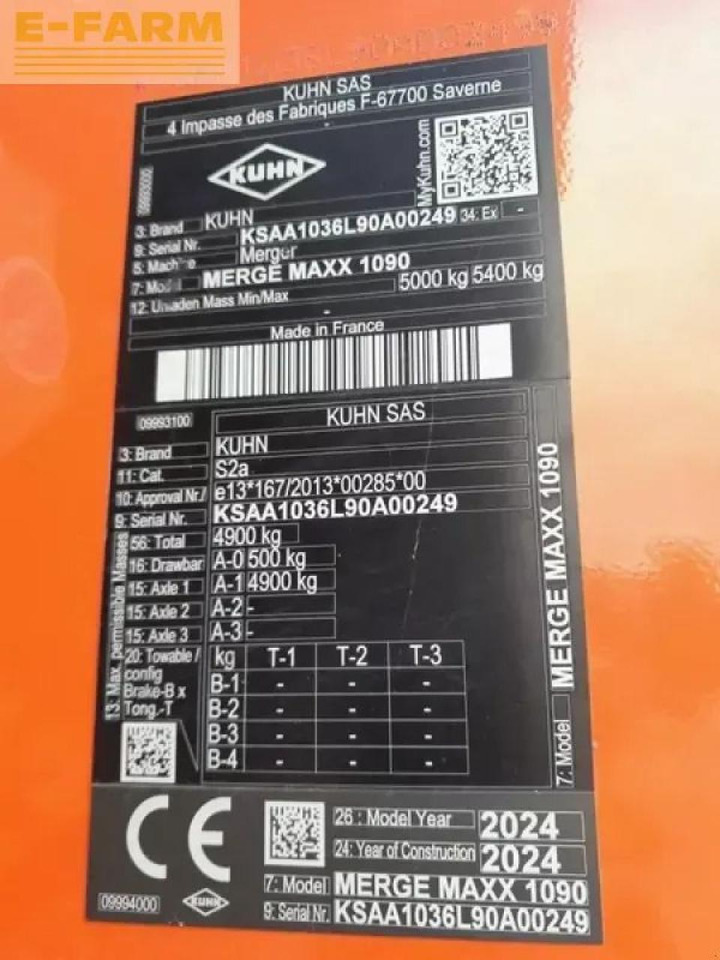 E-FARM
KUHN SAS
4 Impasse des Fabriques F-67700 Saverne
-
09993000
KUHN
MyKuhn.com
3: Brand KUHN
9: Serial Nr. KSAA1036L90A00249 34: Ex -
5: Machine Merger
7: Model MERGE MAXX 1090
12: Unladen Mass Min/Max 5000 kg 5400 kg
-
Made in France
09993100 KUHN SAS
3: Brand KUHN
11: Cat. S2a
10: Approval Nr./ e13*167/2013*00285*00
9: Serial Nr. KSAA1036L90A00249
13: Max. permissible Masses
56: Total 4900 kg
16: Drawbar A-0 500 kg
15: Axle 1 A-1 4900 kg
15: Axle 2 A-2 -
15: Axle 3 A-3 -
20: Towable / kg T-1 T-2 T-3
config B-1 - - -
Brake-B x B-2 - - -
Tong.-T B-3 - - -
B-4 - - -
7: Model MERGE MAXX 1090
CE
26 : Model Year 2024
24: Year of Construction 2024
7: Model MERGE MAXX 1090
9: Serial Nr. KSAA1036L90A00249
09994000 KUHN